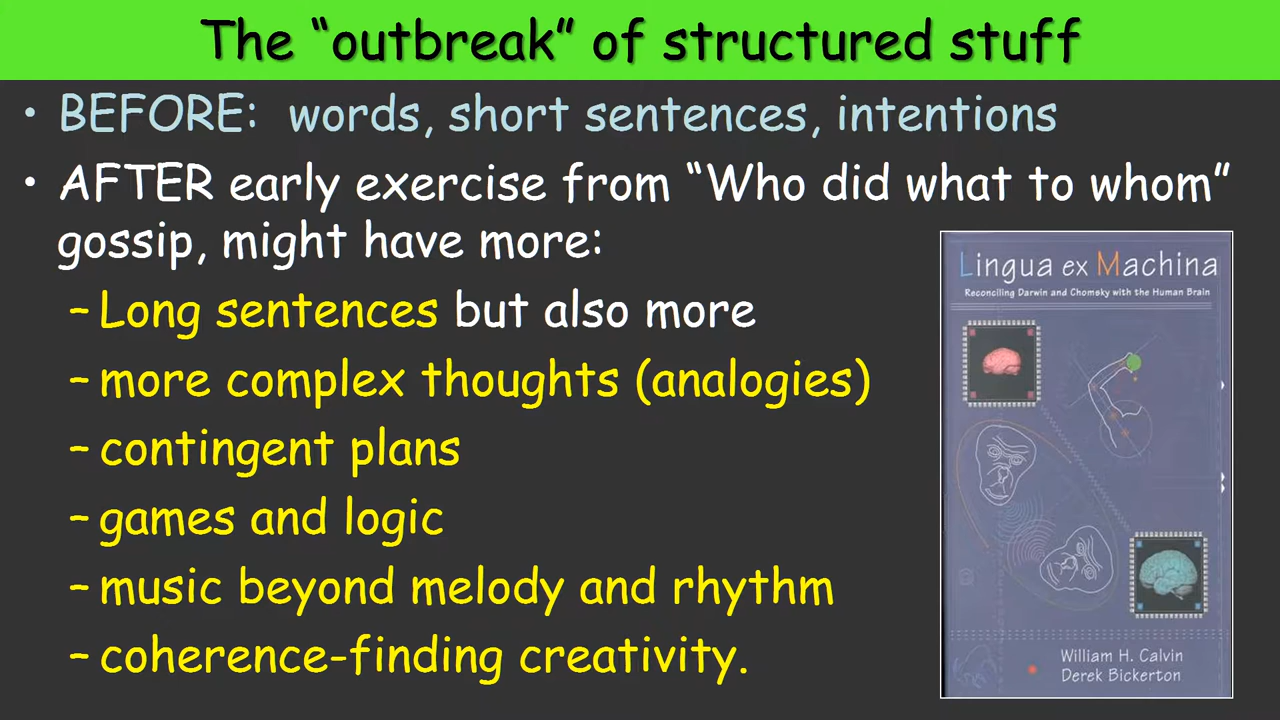 The “outbreak” of structured stuff
• BEFORE:  words, short sentences, intentions
• AFTER early exercise from “Who did what to whom”
gossip, might have more:
– Long sentences but also more
– more complex thoughts (analogies)
– contingent plans
– games and logic
– music beyond melody and rhythm
– coherence-finding creativity.
Lingua ex Machina
Reconciling Darwin and Chomsky with the Human Brain
William H. Calvin
Derek Bickerton